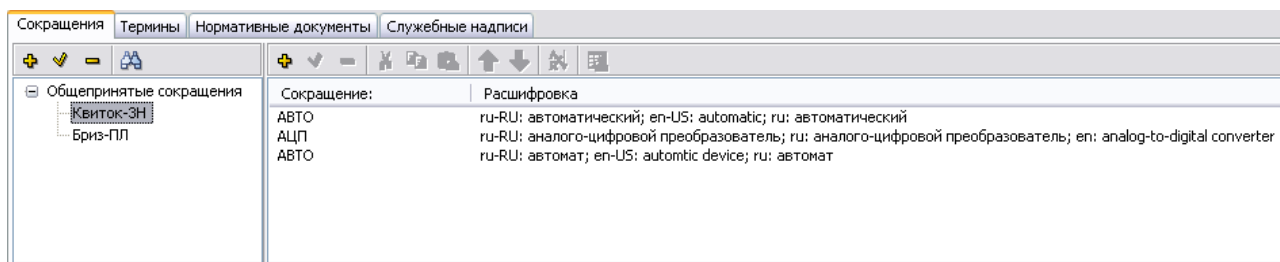 Сокращения Термины Нормативные документы Служебные надписи
Общепринятые сокращения
Квиток-ЗН
Бриз-ПЛ
Сокращение: Расшифровка
АВТО ru-RU: автоматический; en-US: automatic; ru: автоматический
АЦП ru-RU: аналого-цифровой преобразователь; ru: аналого-цифровой преобразователь; en: analog-to-digital converter
АВТО ru-RU: автомат; en-US: automtic device; ru: автомат